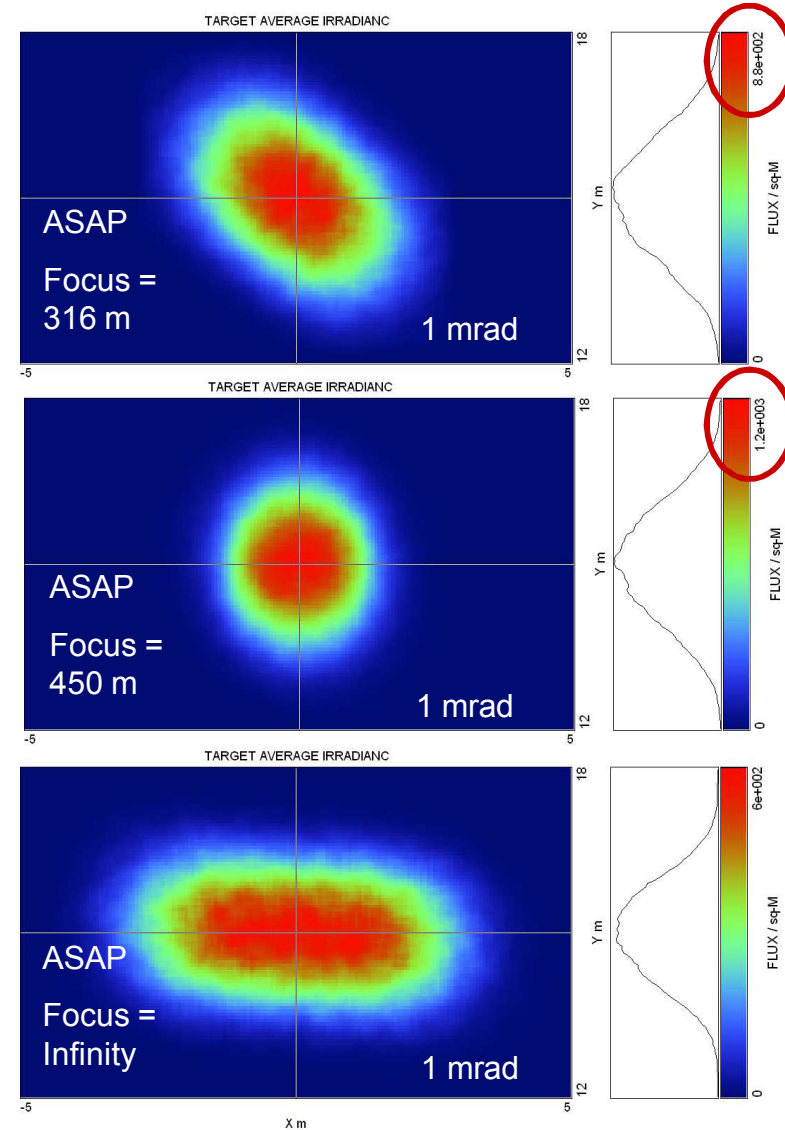 TARGET AVERAGE IRRADIANC
18
ASAP
Focus =
316 m
1 mrad
12
-5
5
Y m
8.8e+002
FLUX / sq-M
0
TARGET AVERAGE IRRADIANC
18
ASAP
Focus =
450 m
1 mrad
12
-5
5
Y m
1.2e+003
FLUX / sq-M
0
TARGET AVERAGE IRRADIANC
18
ASAP
Focus =
Infinity
1 mrad
12
-5
5
X m
Y m
6e+002
FLUX / sq-M
0